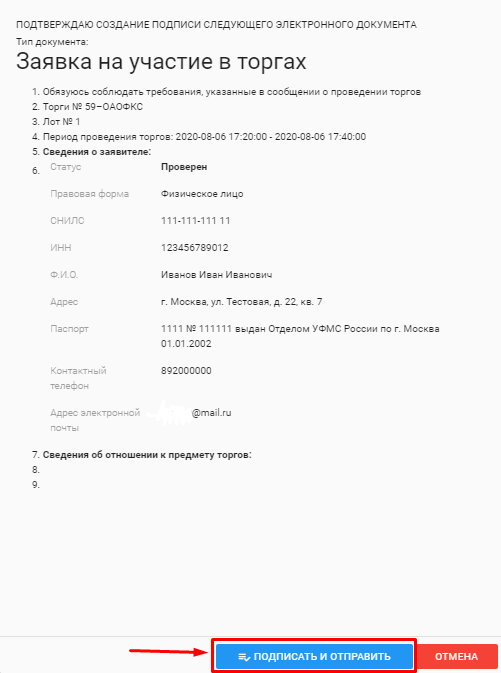 ПОДТВЕРЖДАЮ СОЗДАНИЕ ПОДПИСИ СЛЕДУЮЩЕГО ЭЛЕКТРОННОГО ДОКУМЕНТА
Тип документа:
Заявка на участие в торгах
1. Обязуюсь соблюдать требования, указанные в сообщении о проведении торгов
2. Торги № 59–ОАОФКС
3. Лот № 1
4. Период проведения торгов: 2020-08-06 17:20:00 - 2020-08-06 17:40:00
5. Сведения о заявителе:
6. Статус Проверен
Правовая форма Физическое лицо
СНИЛС 111-111-111 11
ИНН 123456789012
Ф.И.О. Иванов Иван Иванович
Адрес г. Москва, ул. Тестовая, д. 22, кв. 7
Паспорт 1111 № 111111 выдан Отделом УФМС России по г. Москва
01.01.2002
Контактный 892000000
телефон
Адрес электронной @mail.ru
почты
7. Сведения об отношении к предмету торгов:
8.
9.
ПОДПИСАТЬ И ОТПРАВИТЬ ОТМЕНА